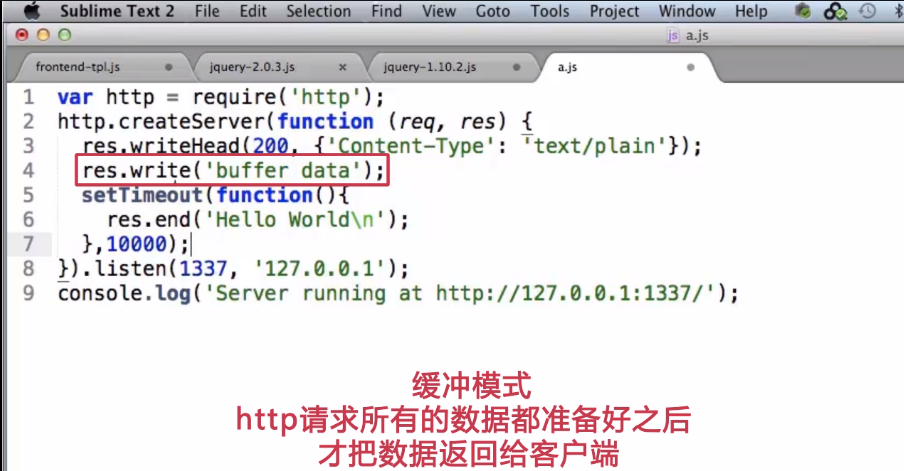 Sublime Text 2 File Edit Selection Find View Goto Tools Project Window Help
a.js
frontend-tpl.js jquery-2.0.3.js × jquery-1.10.2.js a.js
1 var http = require('http');
2 http.createServer(function (req, res) {
3   res.writeHead(200, {'Content-Type': 'text/plain'});
4   res.write('buffer data');
5   setTimeout(function(){
6     res.end('Hello World\n');
7   },10000);
8 }).listen(1337, '127.0.0.1');
9 console.log('Server running at http://127.0.0.1:1337/');
缓冲模式
http请求所有的数据都准备好之后
才把数据返回给客户端